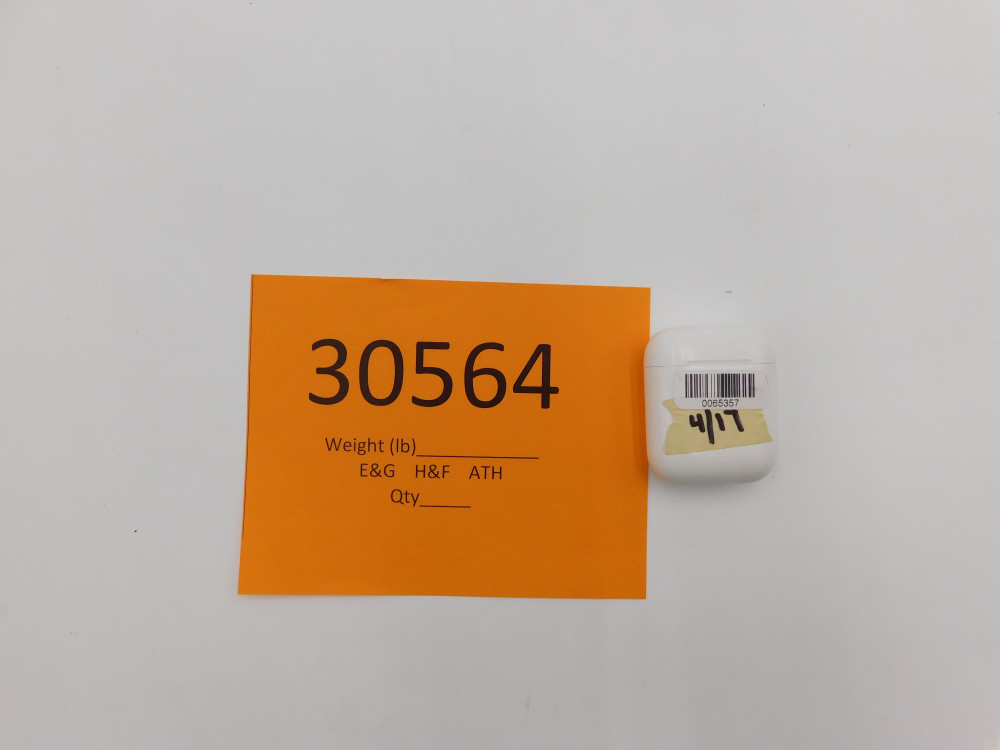 30564
Weight (lb)____________
E&G H&F ATH
Qty_____
0065357
4/17